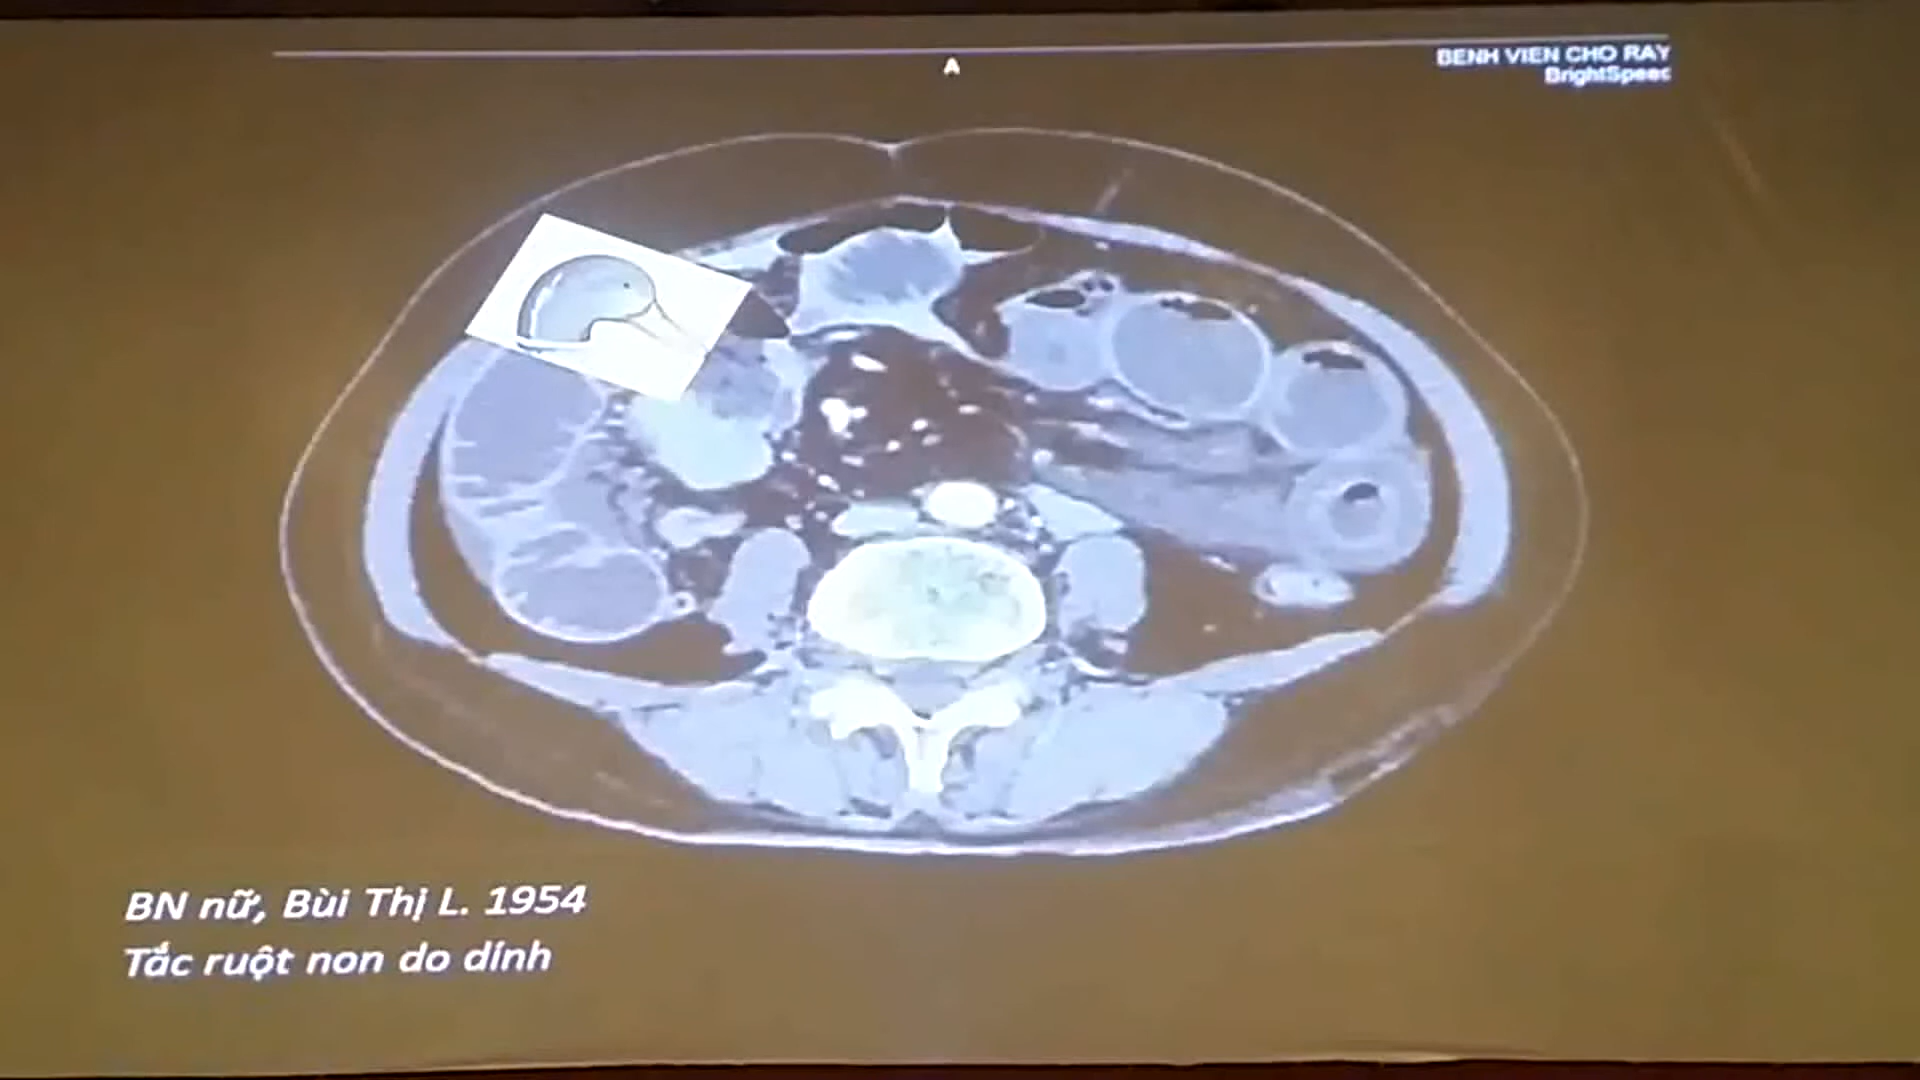 A
BENH VIEN CHO RAY
BrightSpeed
BN nữ, Bùi Thị L. 1954
Tắc ruột non do dính